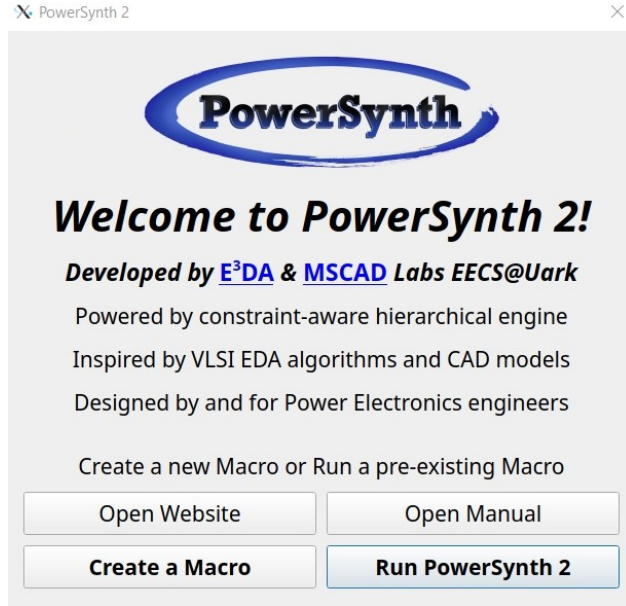 PowerSynth 2
PowerSynth
Welcome to PowerSynth 2!
Developed by E³DA & MSCAD Labs EECS@Uark
Powered by constraint-aware hierarchical engine
Inspired by VLSI EDA algorithms and CAD models
Designed by and for Power Electronics engineers
Create a new Macro or Run a pre-existing Macro
Open Website
Open Manual
Create a Macro
Run PowerSynth 2